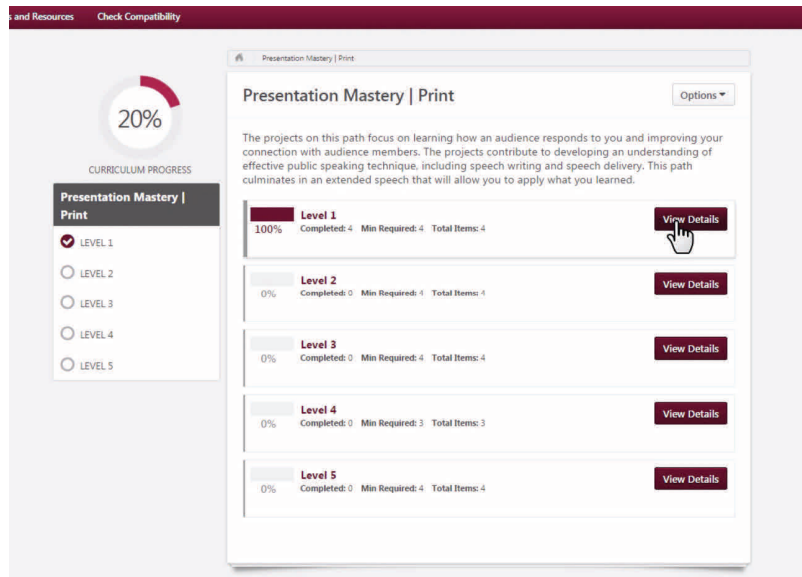 s and Resources Check Compatibility
Presentation Mastery | Print
20%
CURRICULUM PROGRESS
Presentation Mastery |
Print
LEVEL 1
LEVEL 2
LEVEL 3
LEVEL 4
LEVEL 5
Presentation Mastery | Print
Options
The projects on this path focus on learning how an audience responds to you and improving your
connection with audience members. The projects contribute to developing an understanding of
effective public speaking technique, including speech writing and speech delivery. This path
culminates in an extended speech that will allow you to apply what you learned.
Level 1
100% Completed: 4 Min Required: 4 Total Items: 4
View Details
Level 2
0% Completed: 0 Min Required: 4 Total Items: 4
View Details
Level 3
0% Completed: 0 Min Required: 4 Total Items: 4
View Details
Level 4
0% Completed: 0 Min Required: 3 Total Items: 3
View Details
Level 5
0% Completed: 0 Min Required: 4 Total Items: 4
View Details